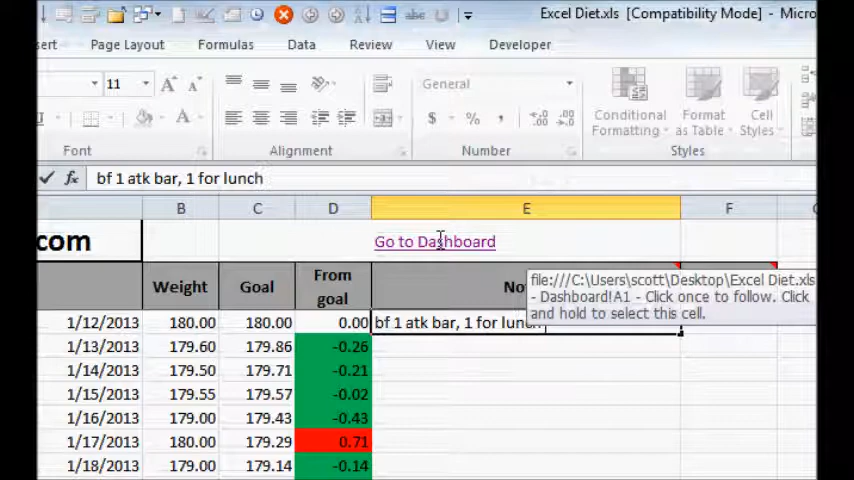 Excel Diet.xls [Compatibility Mode] - Micro
sert Page Layout Formulas Data Review View Developer
11 A A General
Conditional Formatting
Format as Table
Cell Styles
$ % ,
Font Alignment Number Styles
fx bf 1 atk bar, 1 for lunch
B C D E F
com Go to Dashboard
Weight Goal From goal No
file:///C:\Users\scott\Desktop\Excel Diet.xls
- Dashboard!A1 - Click once to follow. Click
and hold to select this cell.
1/12/2013 180.00 180.00 0.00 bf 1 atk bar, 1 for lunch
1/13/2013 179.60 179.86 -0.26
1/14/2013 179.50 179.71 -0.21
1/15/2013 179.55 179.57 -0.02
1/16/2013 179.00 179.43 -0.43
1/17/2013 180.00 179.29 0.71
1/18/2013 179.00 179.14 -0.14